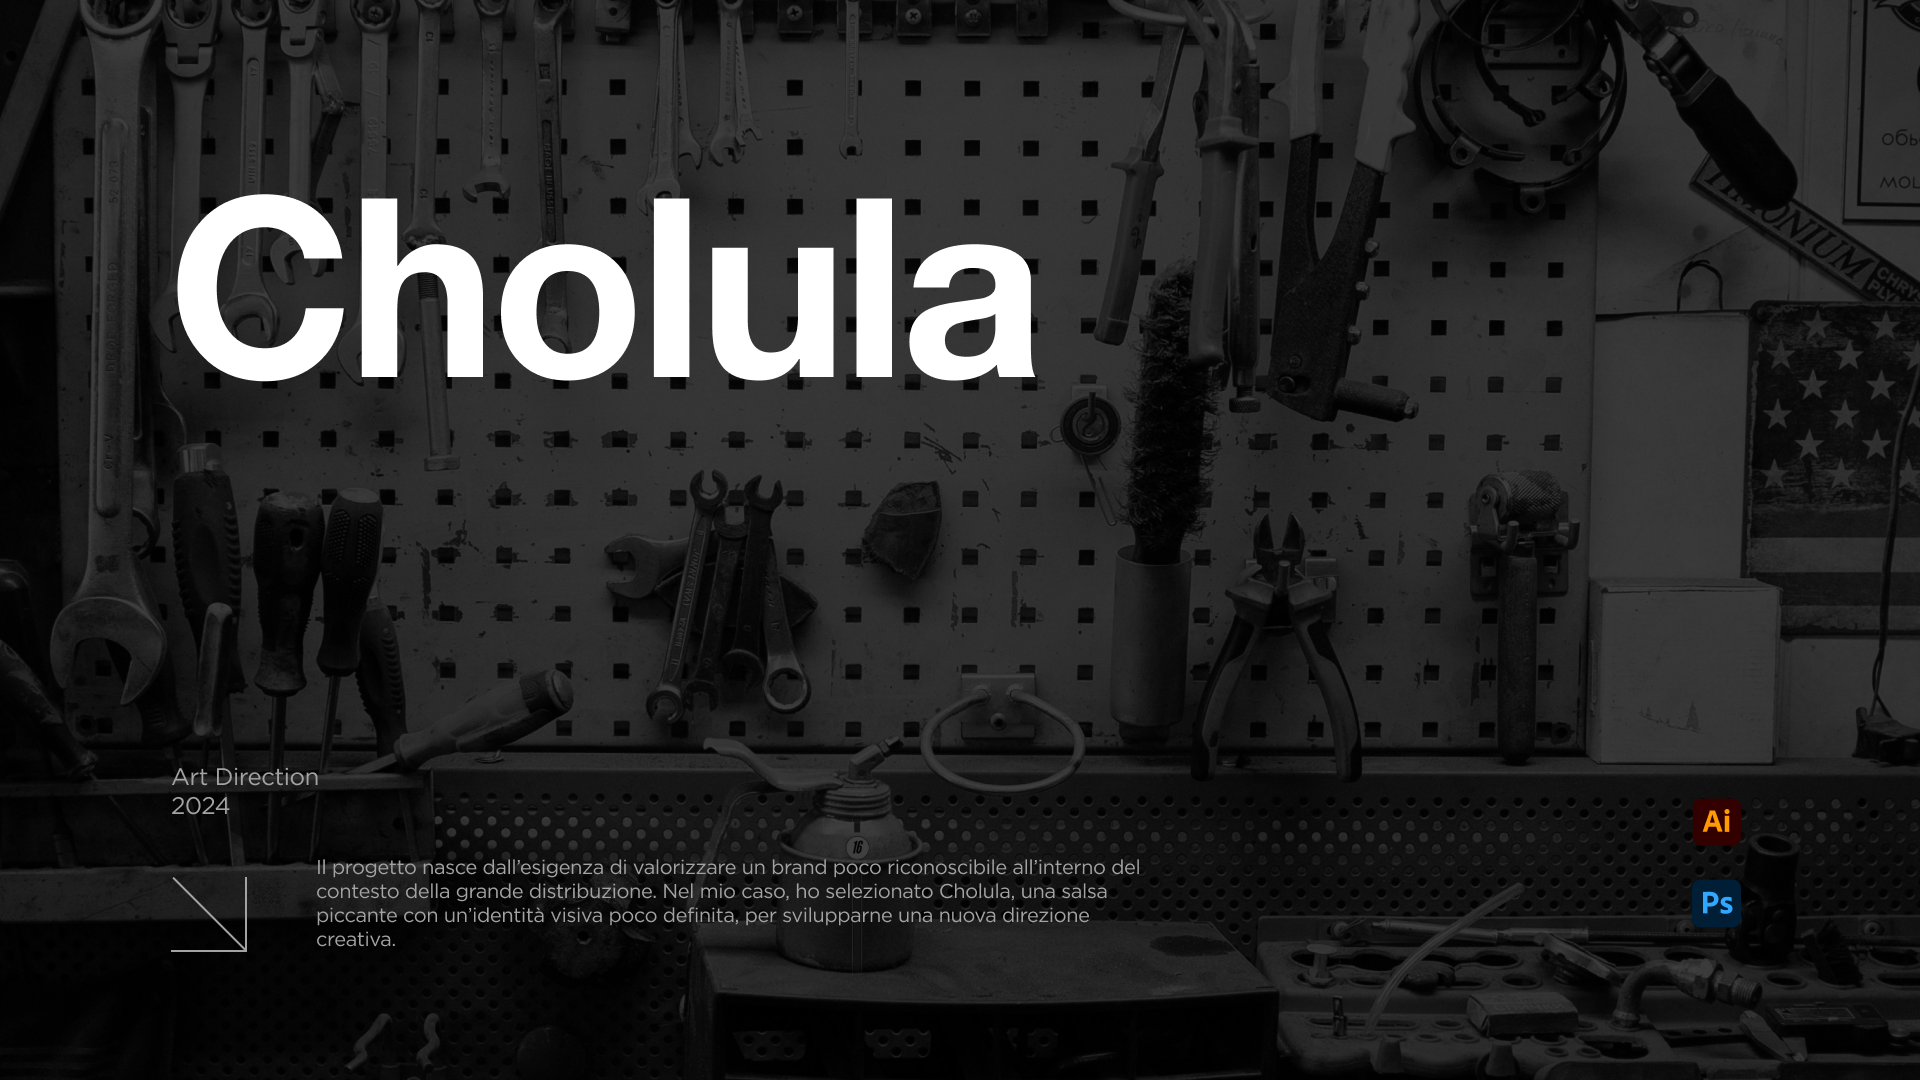 Cholula
Art Direction
2024
Il progetto nasce dall’esigenza di valorizzare un brand poco riconoscibile all’interno del
contesto della grande distribuzione. Nel mio caso, ho selezionato Cholula, una salsa
piccante con un’identità visiva poco definita, per svilupparne una nuova direzione
creativa.
Ai
Ps
16